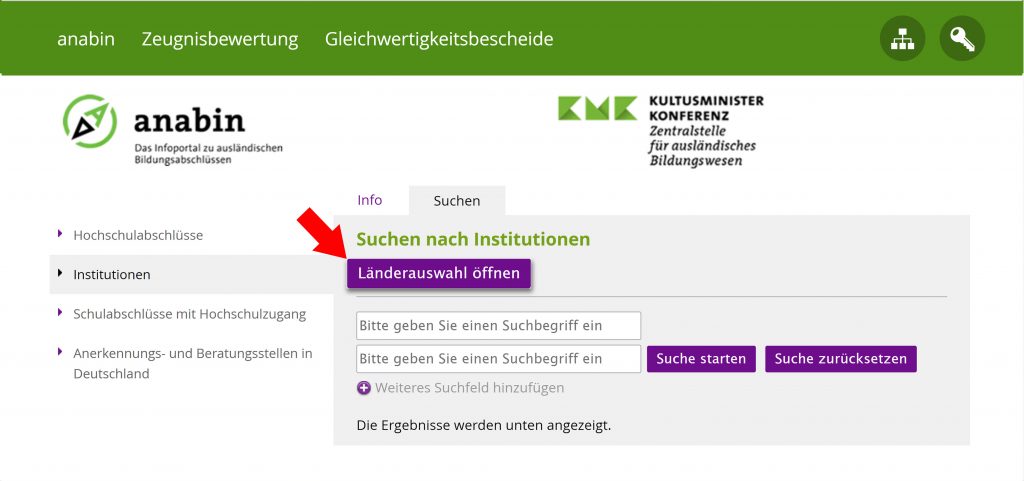 anabin Zeugnisbewertung Gleichwertigkeitsbescheide
anabin
Das Infoportal zu ausländischen
Bildungsabschlüssen
KMK
KULTUSMINISTER
KONFERENZ
Zentralstelle
für ausländisches
Bildungswesen
Info Suchen
Hochschulabschlüsse
Institutionen
Schulabschlüsse mit Hochschulzugang
Anerkennungs- und Beratungsstellen in
Deutschland
Suchen nach Institutionen
Länderauswahl öffnen
Bitte geben Sie einen Suchbegriff ein
Bitte geben Sie einen Suchbegriff ein Suche starten Suche zurücksetzen
Weiteres Suchfeld hinzufügen
Die Ergebnisse werden unten angezeigt.